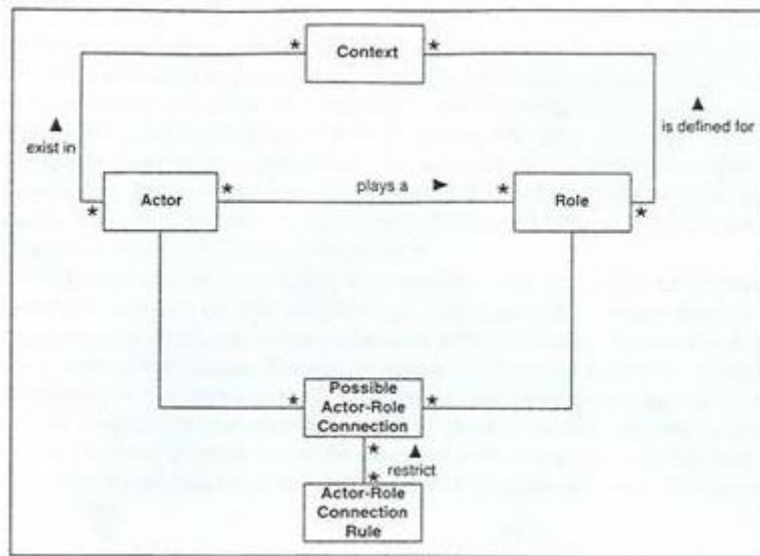 * Context *
▲
exist in
▲
is defined for
* Actor *
plays a ►
* Role *
Possible
* Actor-Role *
Connection
*
▲
restrict
*
Actor-Role
Connection
Rule